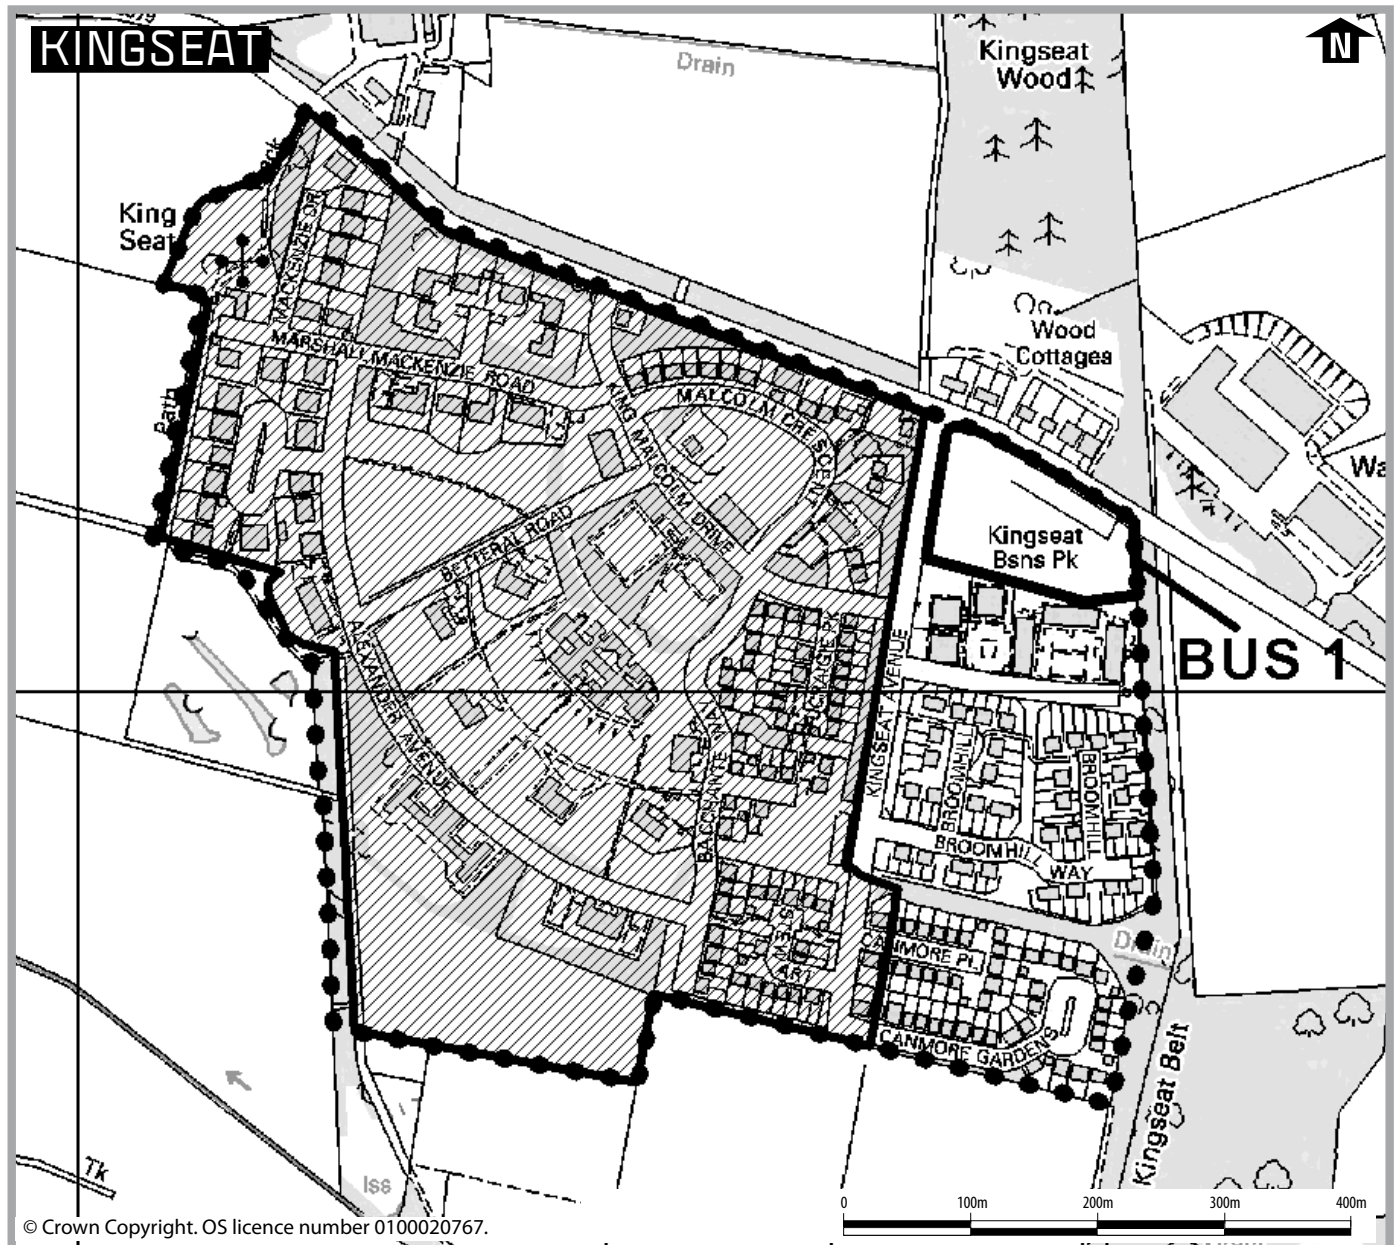 KINGSEAT
N
Drain
Kingseat
Wood
King
Seat
MACKENZIE DR
MARSHALL MACKENZIE ROAD
Path
Wood
Cottages
KING MALCOLM DRIVE
MALCOLM CRESCENT
BETTERAL ROAD
Kingseat
Bsns Pk
BUS 1
ALEXANDER AVENUE
KINGSEAT AVENUE
BROOMHILL
BROOMHILL
BROOMHILL WAY
CANMORE PL
Drain
CANMORE GARDENS
Kingseat Belt
Tk
Iss
0
100m
200m
300m
400m
© Crown Copyright. OS licence number 0100020767.